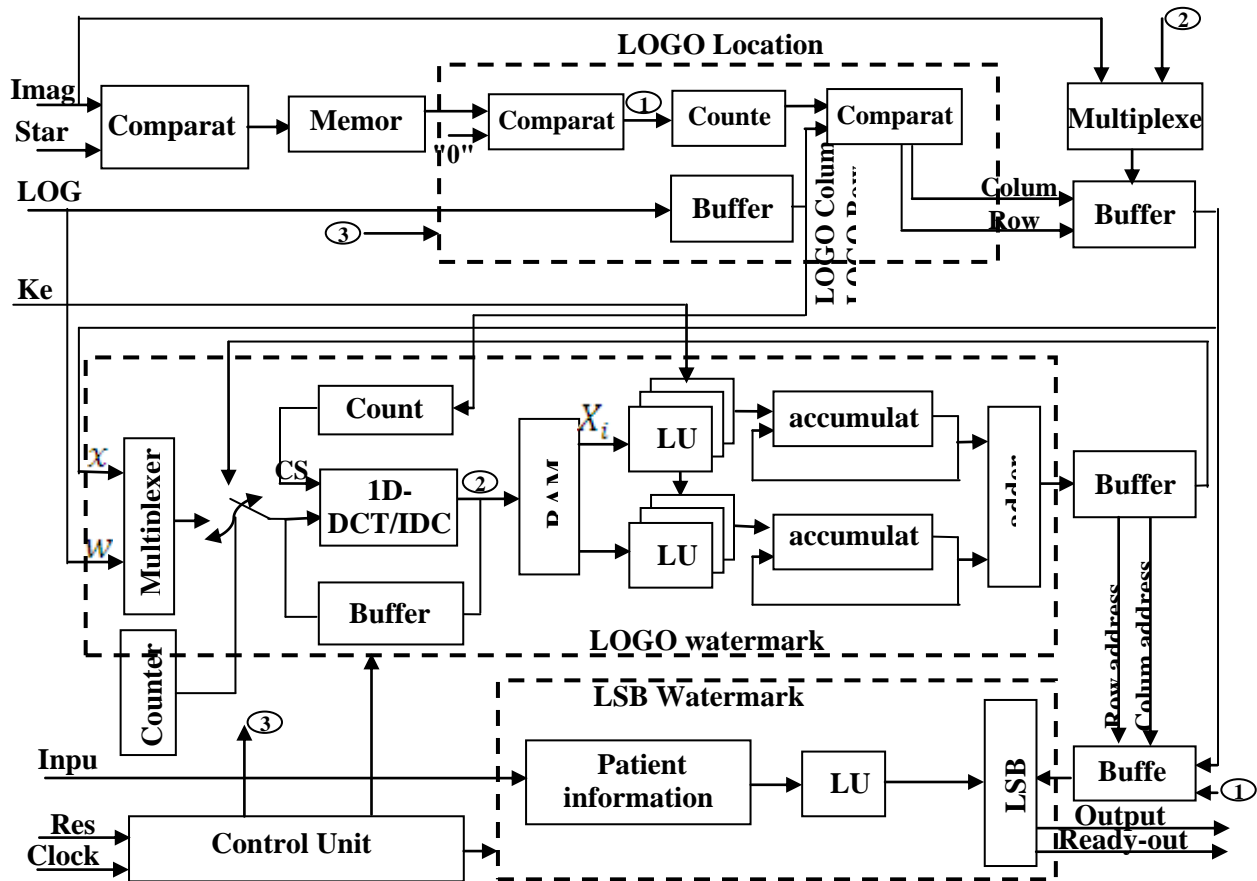 LOGO Location
②
Imag
Star
Comparat
Memor
"0"
Comparat
①
Counte
Comparat
Multiplexe
LOG
Buffer
③
LOGO Colum
Colum
Row
Buffer
Ke
Count
CS
x
w
Multiplexer
1D-
DCT/IDC
②
Buffer
Xi
LU
LU
accumulat
accumulat
Buffer
LOGO watermark
Counter
Row address
Colum address
LSB Watermark
③
Inpu
Patient
information
LU
LSB
Buffe
①
Res
Clock
Control Unit
Output
Ready-out